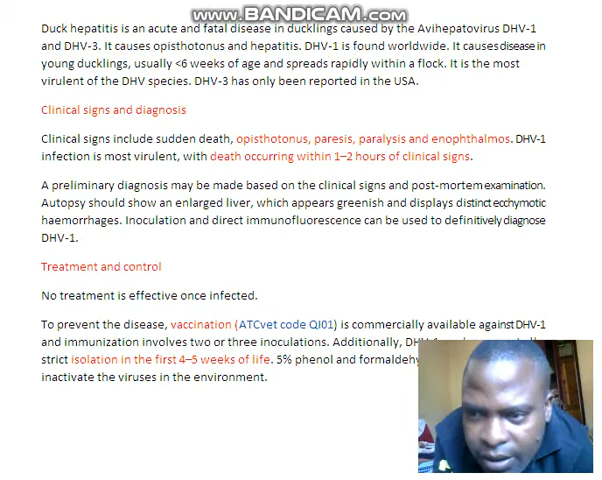 www.BANDICAM.com
Duck hepatitis is an acute and fatal disease in ducklings caused by the Avihepatovirus DHV-1
and DHV-3. It causes opisthotonus and hepatitis. DHV-1 is found worldwide. It causes disease in
young ducklings, usually <6 weeks of age and spreads rapidly within a flock. It is the most
virulent of the DHV species. DHV-3 has only been reported in the USA.
Clinical signs and diagnosis
Clinical signs include sudden death, opisthotonus, paresis, paralysis and enophthalmos. DHV-1
infection is most virulent, with death occurring within 1–2 hours of clinical signs.
A preliminary diagnosis may be made based on the clinical signs and post-mortem examination.
Autopsy should show an enlarged liver, which appears greenish and displays distinct ecchymotic
haemorrhages. Inoculation and direct immunofluorescence can be used to definitively diagnose
DHV-1.
Treatment and control
No treatment is effective once infected.
To prevent the disease, vaccination (ATCvet code QI01) is commercially available against DHV-1
and immunization involves two or three inoculations. Additionally,
strict isolation in the first 4–5 weeks of life. 5% phenol and
inactivate the viruses in the environment.